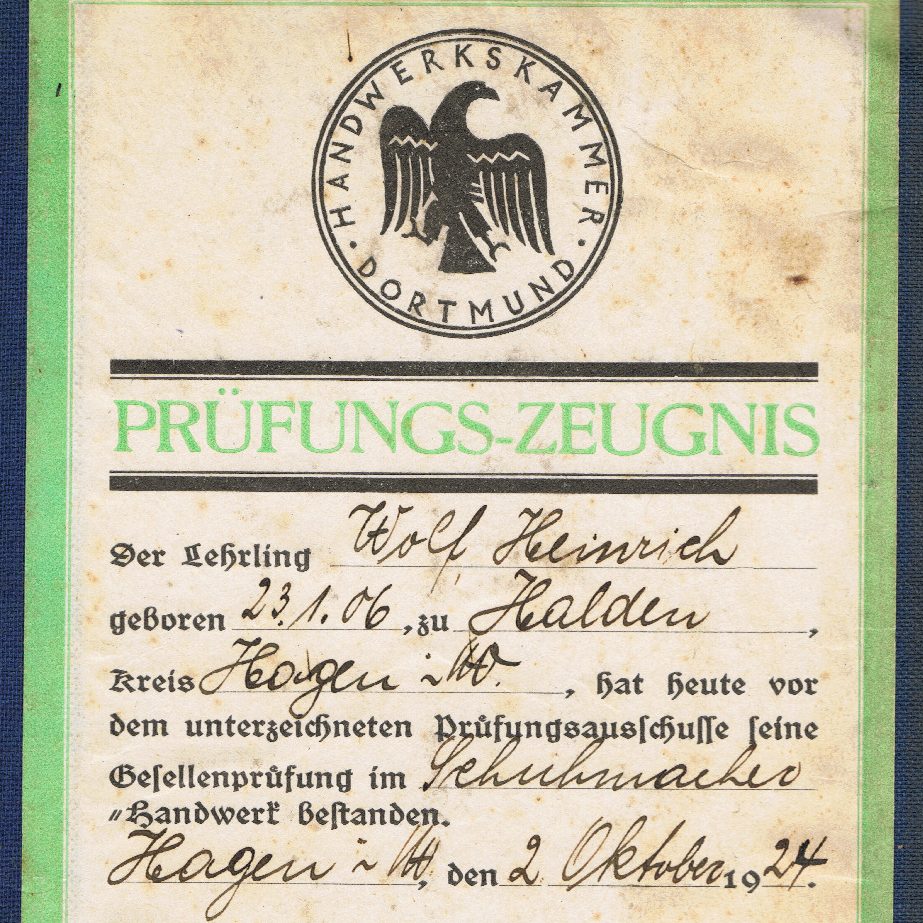 HANDWERKSKAMMER
· DORTMUND ·
PRÜFUNGS-ZEUGNIS
Der Lehrling Wolf, Heinrich
geboren 23.1.06, zu Halden,
Kreis Hagen i. W., hat heute vor
dem unterzeichneten Prüfungsausschusse seine
Gesellenprüfung im Schuhmacher
"Handwerk bestanden.
Hagen i. W., den 2 Oktober 1924.